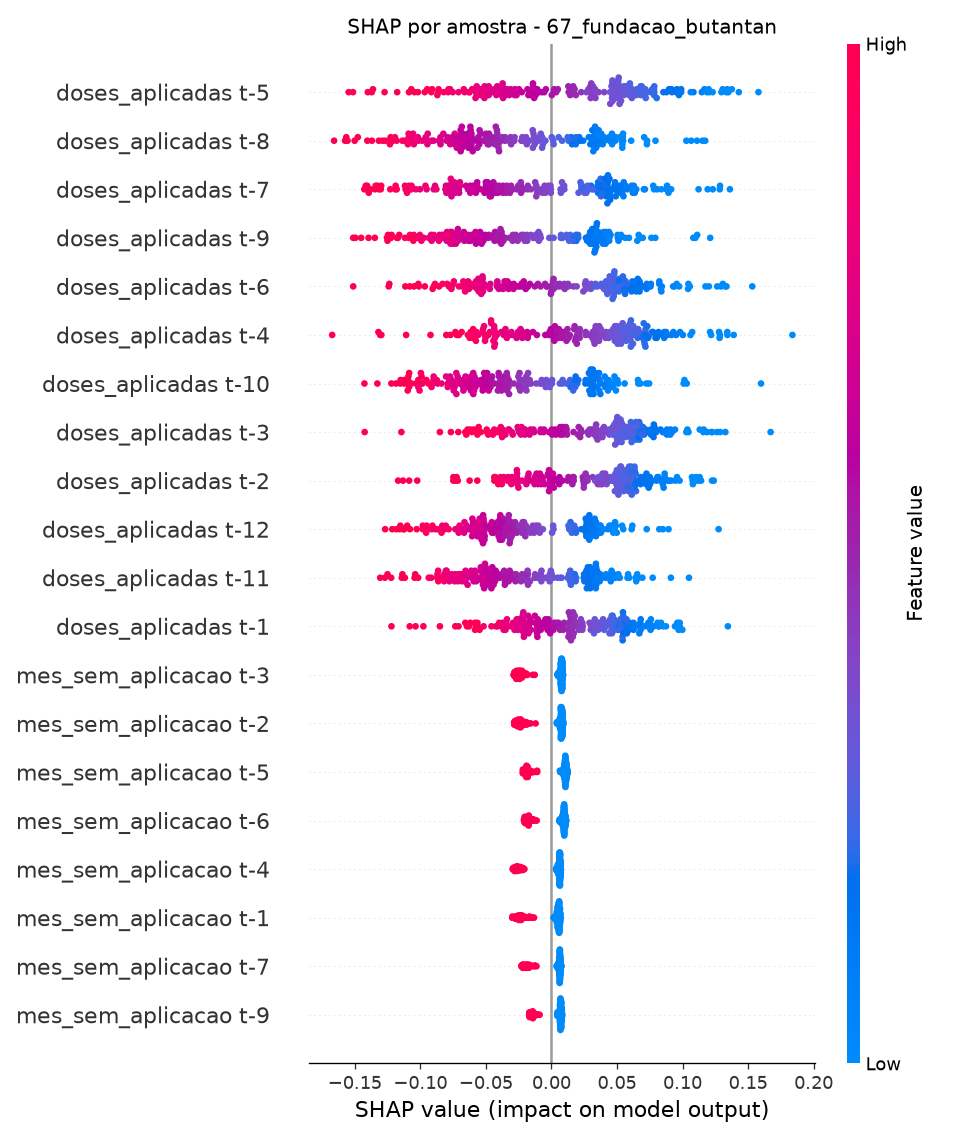 SHAP por amostra - 67_fundacao_butantan
High
doses_aplicadas t-5
doses_aplicadas t-8
doses_aplicadas t-7
doses_aplicadas t-9
doses_aplicadas t-6
doses_aplicadas t-4
doses_aplicadas t-10
doses_aplicadas t-3
doses_aplicadas t-2
doses_aplicadas t-12
doses_aplicadas t-11
doses_aplicadas t-1
mes_sem_aplicacao t-3
mes_sem_aplicacao t-2
mes_sem_aplicacao t-5
mes_sem_aplicacao t-6
mes_sem_aplicacao t-4
mes_sem_aplicacao t-1
mes_sem_aplicacao t-7
mes_sem_aplicacao t-9
Feature value
Low
−0.15 −0.10 −0.05 0.00 0.05 0.10 0.15 0.20
SHAP value (impact on model output)